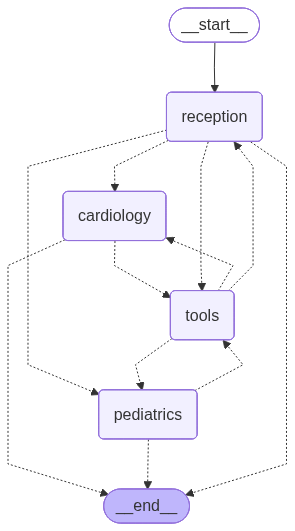 __start__
reception
cardiology
tools
pediatrics
__end__